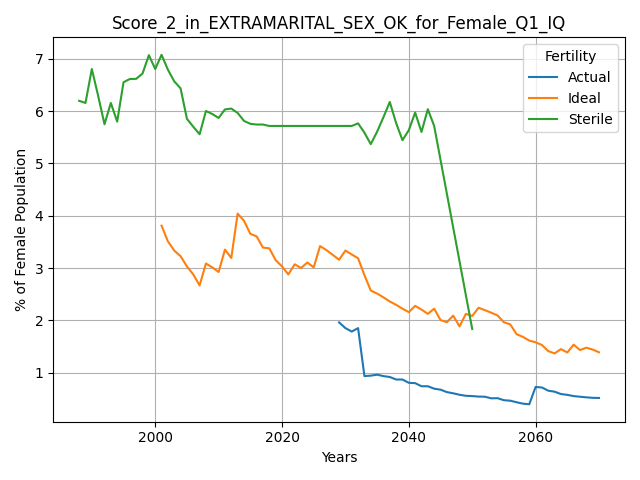 Score_2_in_EXTRAMARITAL_SEX_OK_for_Female_Q1_IQ
Fertility
Actual
Ideal
Sterile
% of Female Population
7
6
5
4
3
2
1
2000 2020 2040 2060
Years